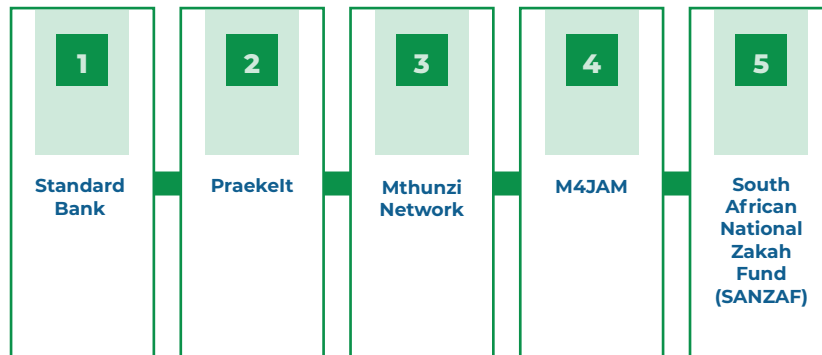 1
Standard
Bank
2
Praekelt
3
Mthunzi
Network
4
M4JAM
5
South
African
National
Zakah
Fund
(SANZAF)